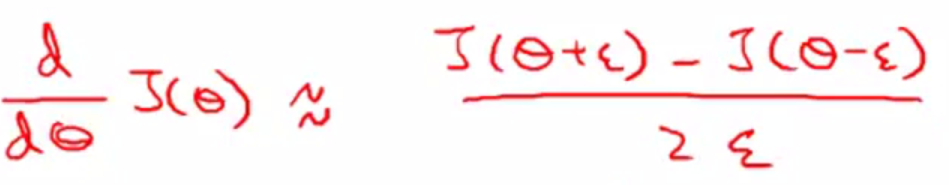 d/dθ J(θ) ≈ (J(θ+ε) - J(θ-ε)) / 2ε